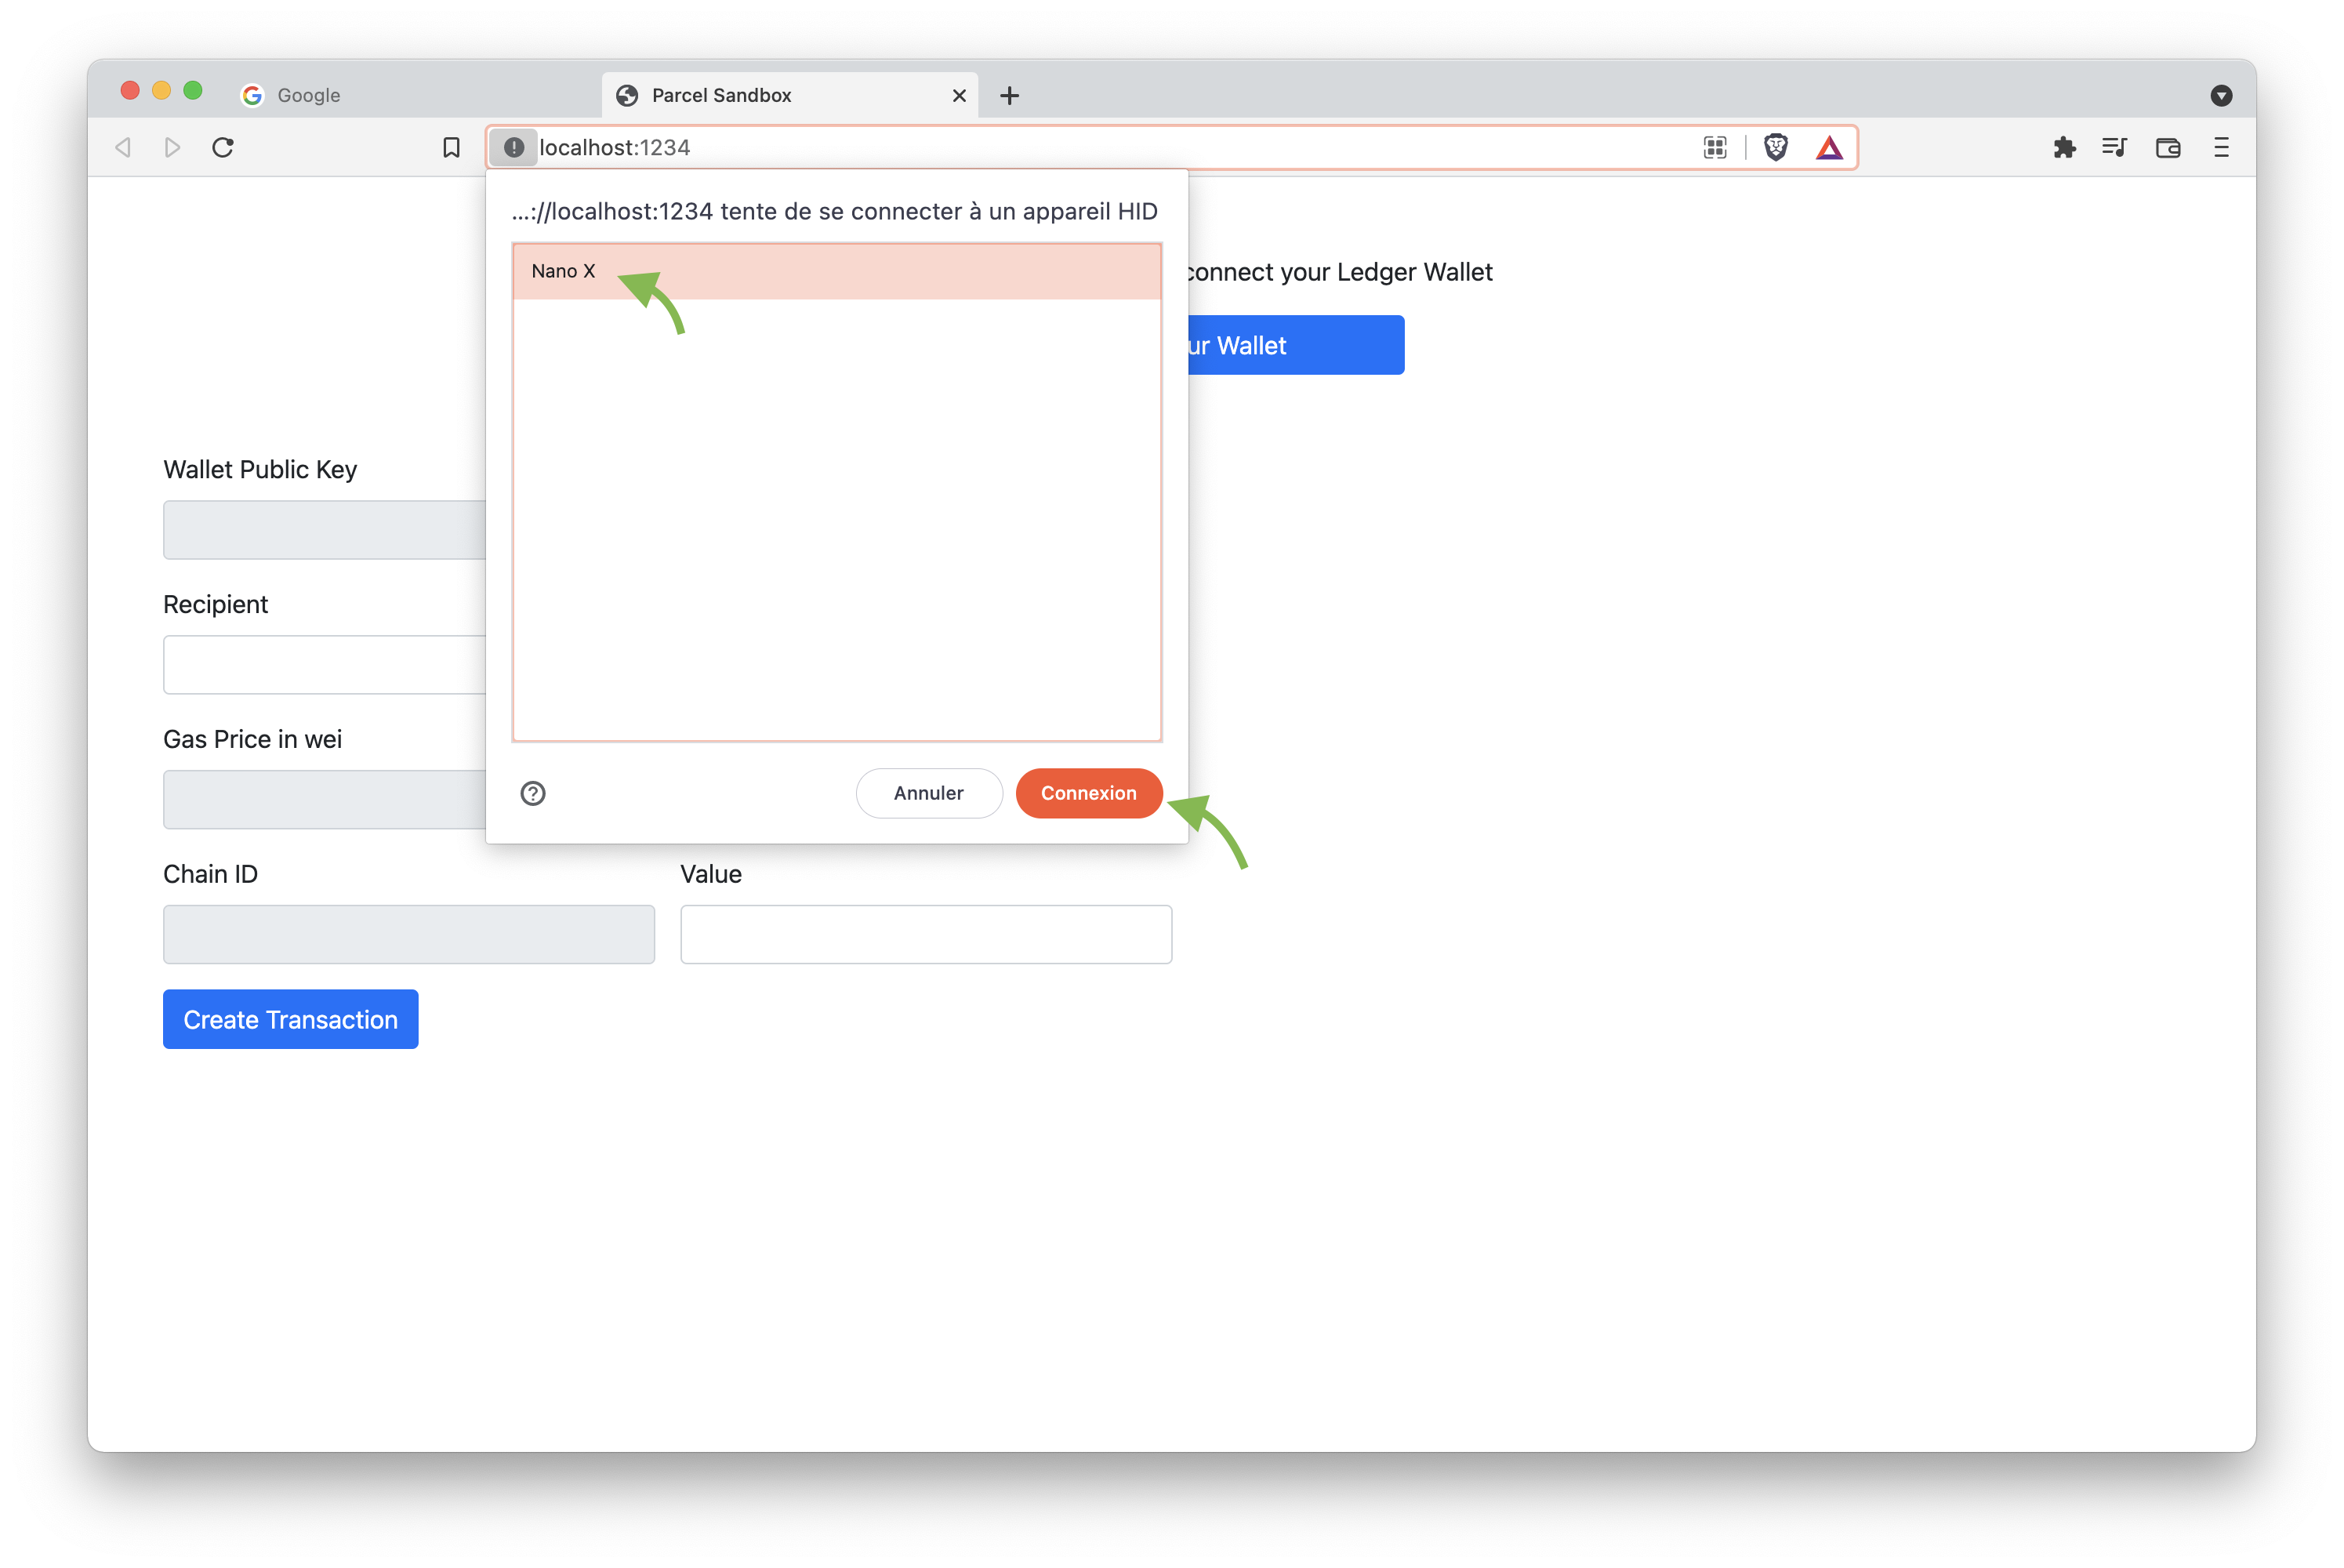 Google
Parcel Sandbox
localhost:1234
...://localhost:1234 tente de se connecter à un appareil HID
Nano X
connect your Ledger Wallet
ur Wallet
Wallet Public Key
Recipient
Gas Price in wei
Annuler
Connexion
Chain ID
Value
Create Transaction